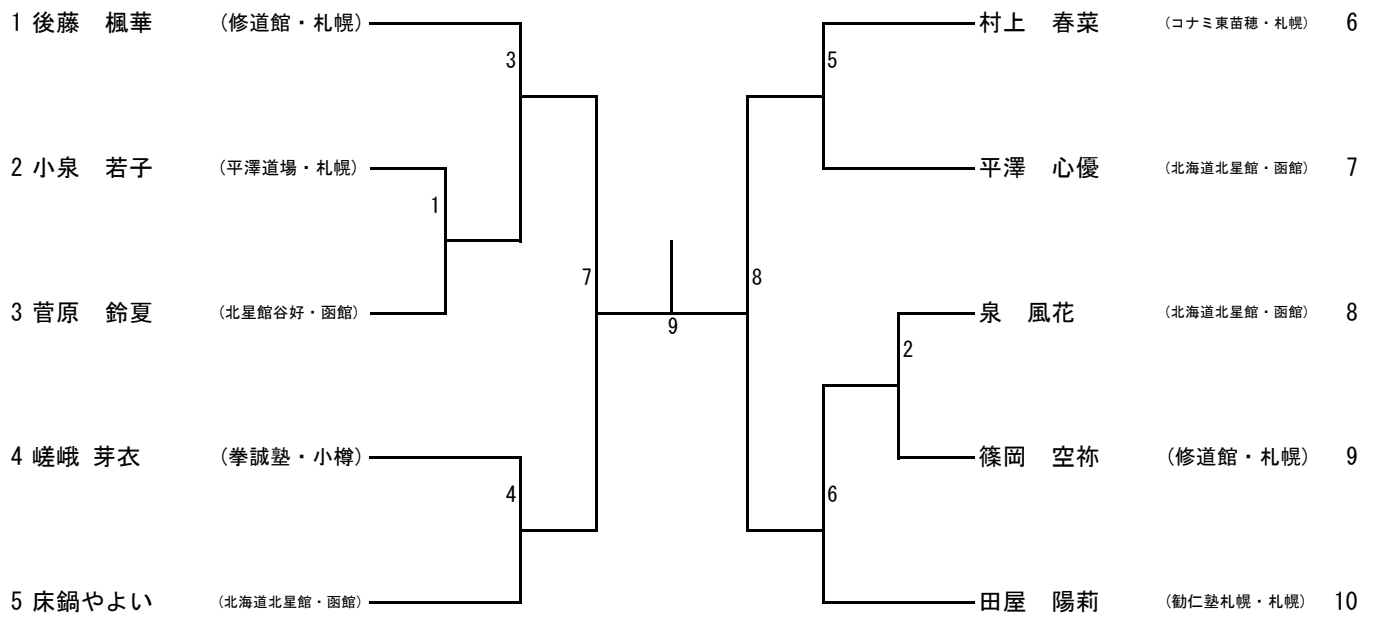 1 後藤　楓華 (修道館・札幌)
3
2 小泉　若子 (平澤道場・札幌)
1
3 菅原　鈴夏 (北星館谷好・函館)
7
4 嵯峨 芽衣 (拳誠塾・小樽)
4
5 床鍋やよい (北海道北星館・函館)
9
村上　春菜 (コナミ東苗穂・札幌) 6
5
平澤　心優 (北海道北星館・函館) 7
8
泉　風花 (北海道北星館・函館) 8
2
篠岡　空祢 (修道館・札幌) 9
6
田屋　陽莉 (勧仁塾札幌・札幌) 10